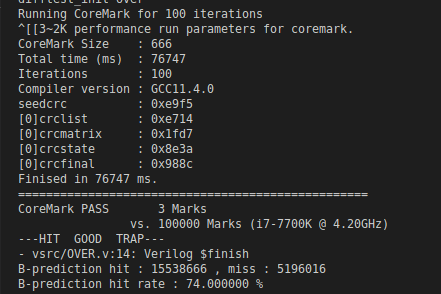 Running CoreMark for 100 iterations
^[[3~2K performance run parameters for coremark.
CoreMark Size    : 666
Total time (ms)  : 76747
Iterations       : 100
Compiler version : GCC11.4.0
seedcrc          : 0xe9f5
[0]crclist       : 0xe714
[0]crcmatrix     : 0x1fd7
[0]crcstate      : 0x8e3a
[0]crcfinal      : 0x988c
Finised in 76747 ms.
==================================================
CoreMark PASS       3 Marks
                vs. 100000 Marks (i7-7700K @ 4.20GHz)
---HIT  GOOD  TRAP---
- vsrc/OVER.v:14: Verilog $finish
B-prediction hit : 15538666 , miss : 5196016
B-prediction hit rate : 74.000000 %